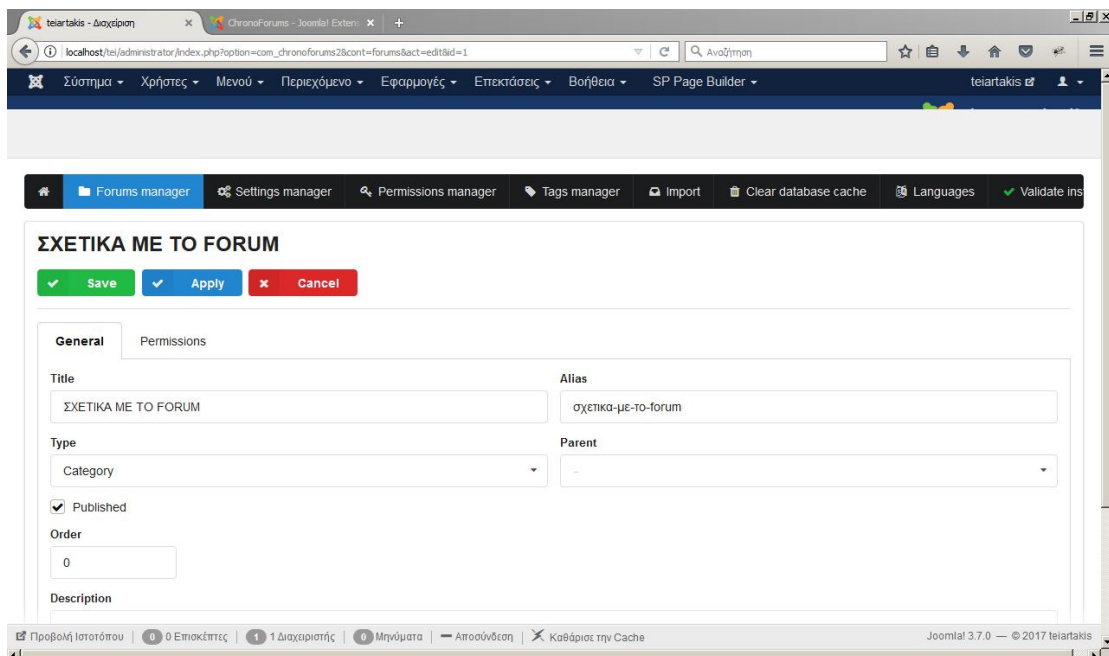 teiartakis - Διαχείριση
ChronoForums - Joomla! Extens
localhost/tei/administrator/index.php?option=com_chronoforums2&cont=forums&act=edit&id=1
Αναζήτηση
Σύστημα Χρήστες Μενού Περιεχόμενο Εφαρμογές Επεκτάσεις Βοήθεια SP Page Builder teiartakis
Forums manager Settings manager Permissions manager Tags manager Import Clear database cache Languages Validate ins
ΣΧΕΤΙΚΑ ΜΕ ΤΟ FORUM
Save Apply Cancel
General Permissions
Title Alias
ΣΧΕΤΙΚΑ ΜΕ ΤΟ FORUM σχετικα-με-το-forum
Type Parent
Category -
Published
Order
0
Description
Προβολή Ιστοτόπου 0 0 Επισκέπτες 1 1 Διαχειριστής 0 Μηνύματα Αποσύνδεση Καθάρισε την Cache Joomla! 3.7.0 — © 2017 teiartakis